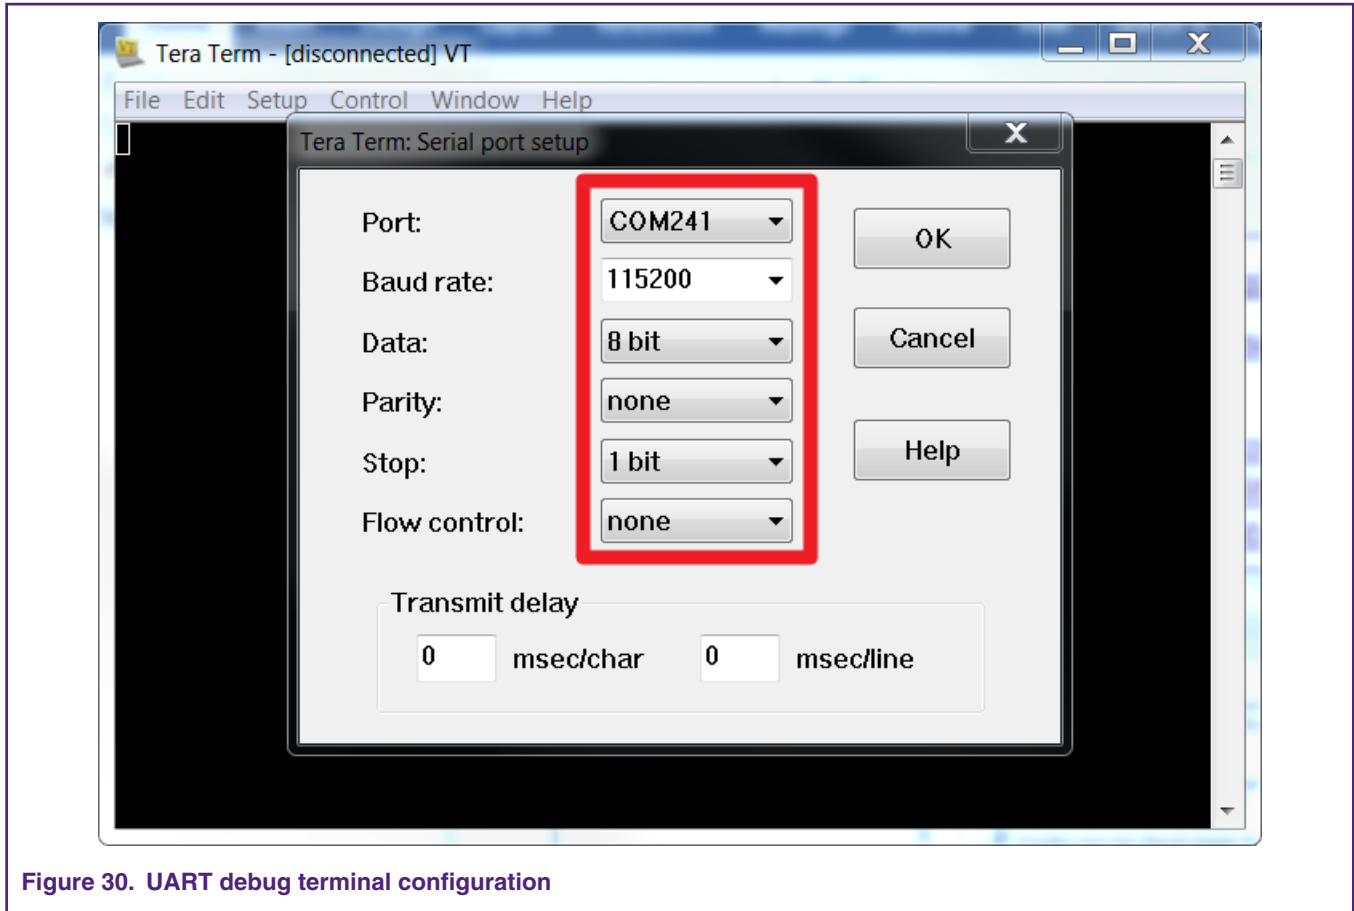 Tera Term - [disconnected] VT
File Edit Setup Control Window Help
Tera Term: Serial port setup
Port: COM241 OK
Baud rate: 115200
Data: 8 bit Cancel
Parity: none
Stop: 1 bit Help
Flow control: none
Transmit delay
0 msec/char 0 msec/line
Figure 30. UART debug terminal configuration